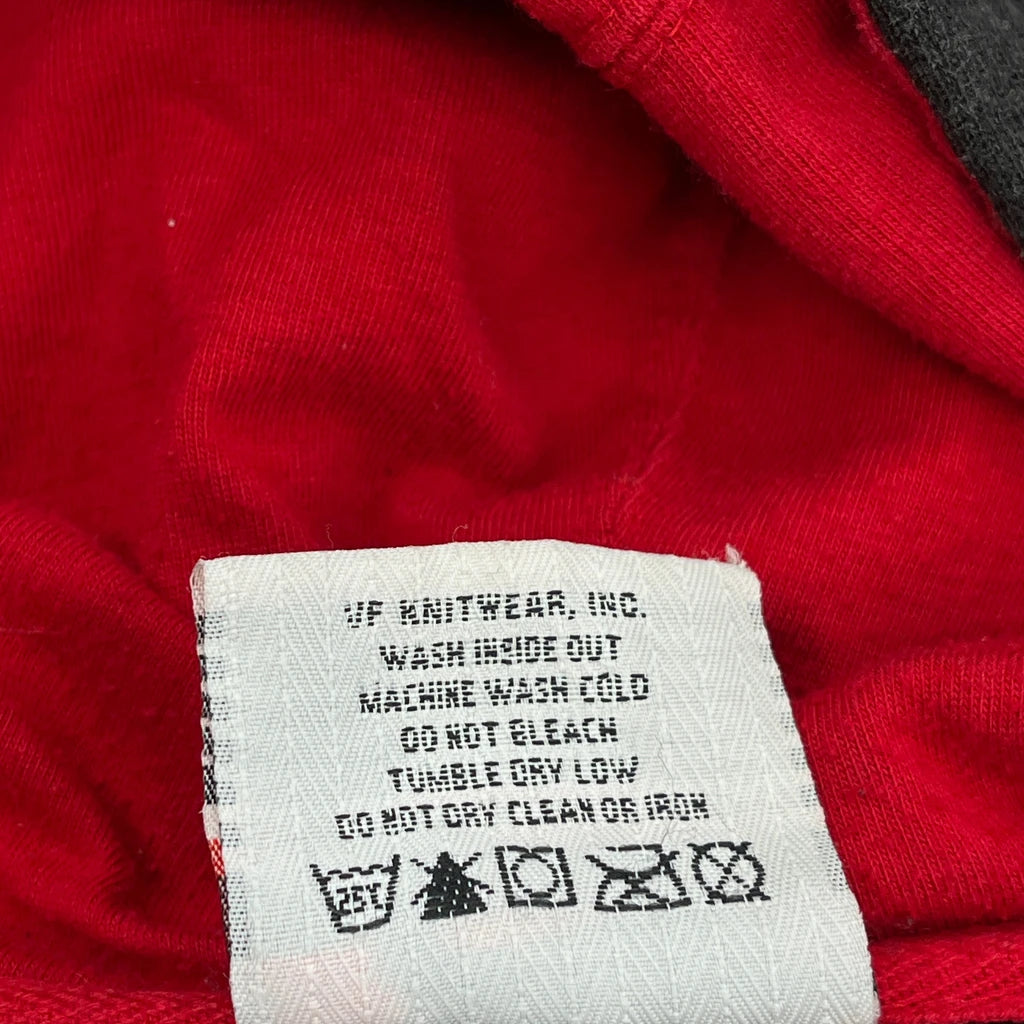 VF KNITWEAR, INC.
WASH INSIDE OUT
MACHINE WASH COLD
DO NOT BLEACH
TUMBLE DRY LOW
DO NOT DRY CLEAN OR IRON